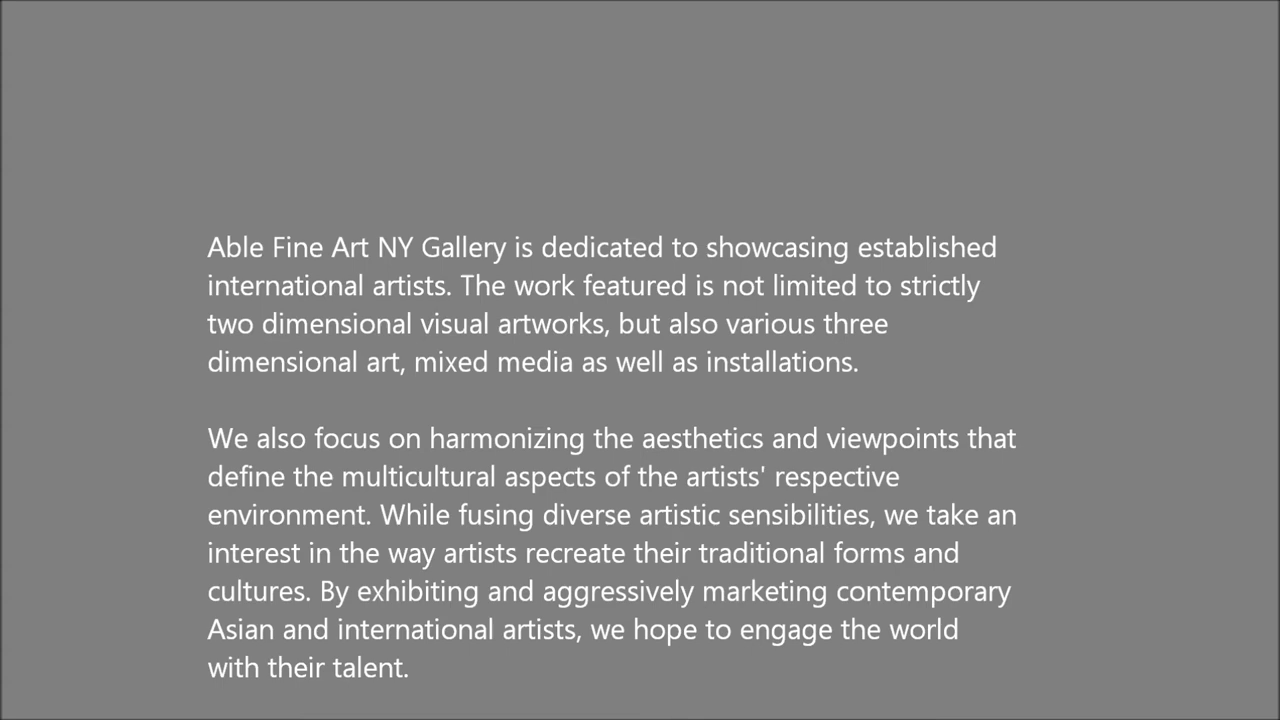 Able Fine Art NY Gallery is dedicated to showcasing established
international artists. The work featured is not limited to strictly
two dimensional visual artworks, but also various three
dimensional art, mixed media as well as installations.
We also focus on harmonizing the aesthetics and viewpoints that
define the multicultural aspects of the artists' respective
environment. While fusing diverse artistic sensibilities, we take an
interest in the way artists recreate their traditional forms and
cultures. By exhibiting and aggressively marketing contemporary
Asian and international artists, we hope to engage the world
with their talent.